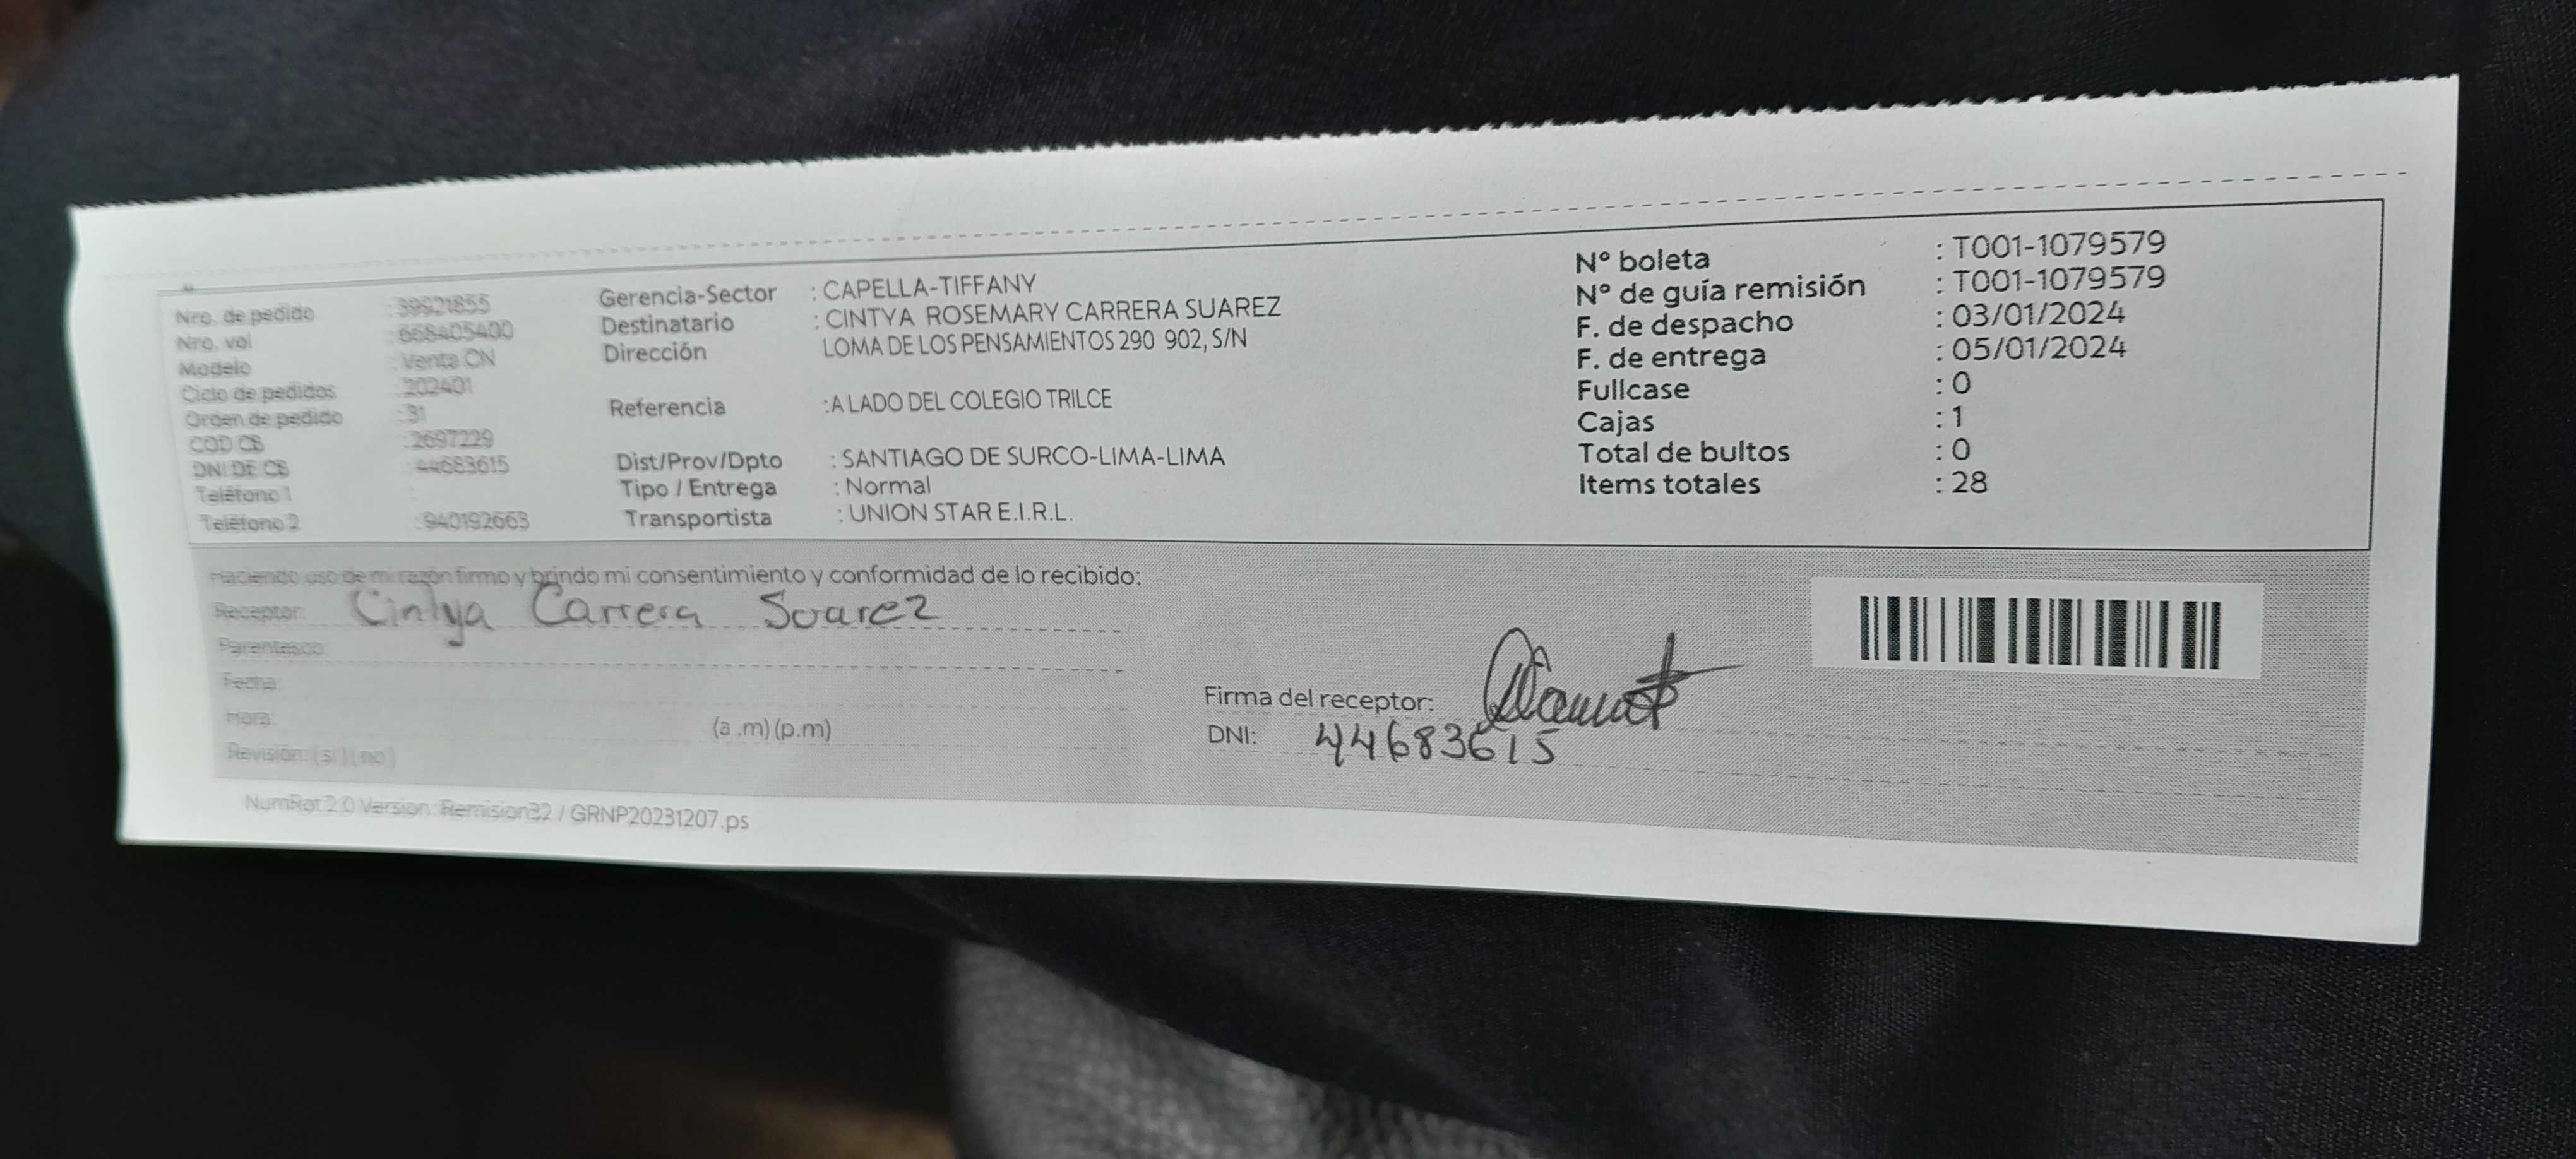 Nro. de pedido : 39921855
Nro. vol : 668405400
Modelo : Venta CN
Ciclo de pedidos : 202401
Orden de pedido : 31
COD CB : 2697229
DNI DE CB : 44683615
Teléfono 1 :
Teléfono 2 : 940192663
Gerencia-Sector : CAPELLA-TIFFANY
Destinatario : CINTYA ROSEMARY CARRERA SUAREZ
Dirección LOMA DE LOS PENSAMIENTOS 290 902, S/N
Referencia :A LADO DEL COLEGIO TRILCE
Dist/Prov/Dpto : SANTIAGO DE SURCO-LIMA-LIMA
Tipo / Entrega : Normal
Transportista : UNION STAR E.I.R.L.
Nº boleta : T001-1079579
Nº de guía remisión : T001-1079579
F. de despacho : 03/01/2024
F. de entrega : 05/01/2024
Fullcase : 0
Cajas : 1
Total de bultos : 0
Items totales : 28
Haciendo uso de mi razón firmo y brindo mi consentimiento y conformidad de lo recibido:
Receptor: Cintya Carrera Suarez
Parentesco:
Fecha:
Hora: (a .m) (p.m)
Revisión: (si) (no)
Firma del receptor:
DNI: 44683615
NumRot 2.0 Version: Remision32 / GRNP20231207.ps